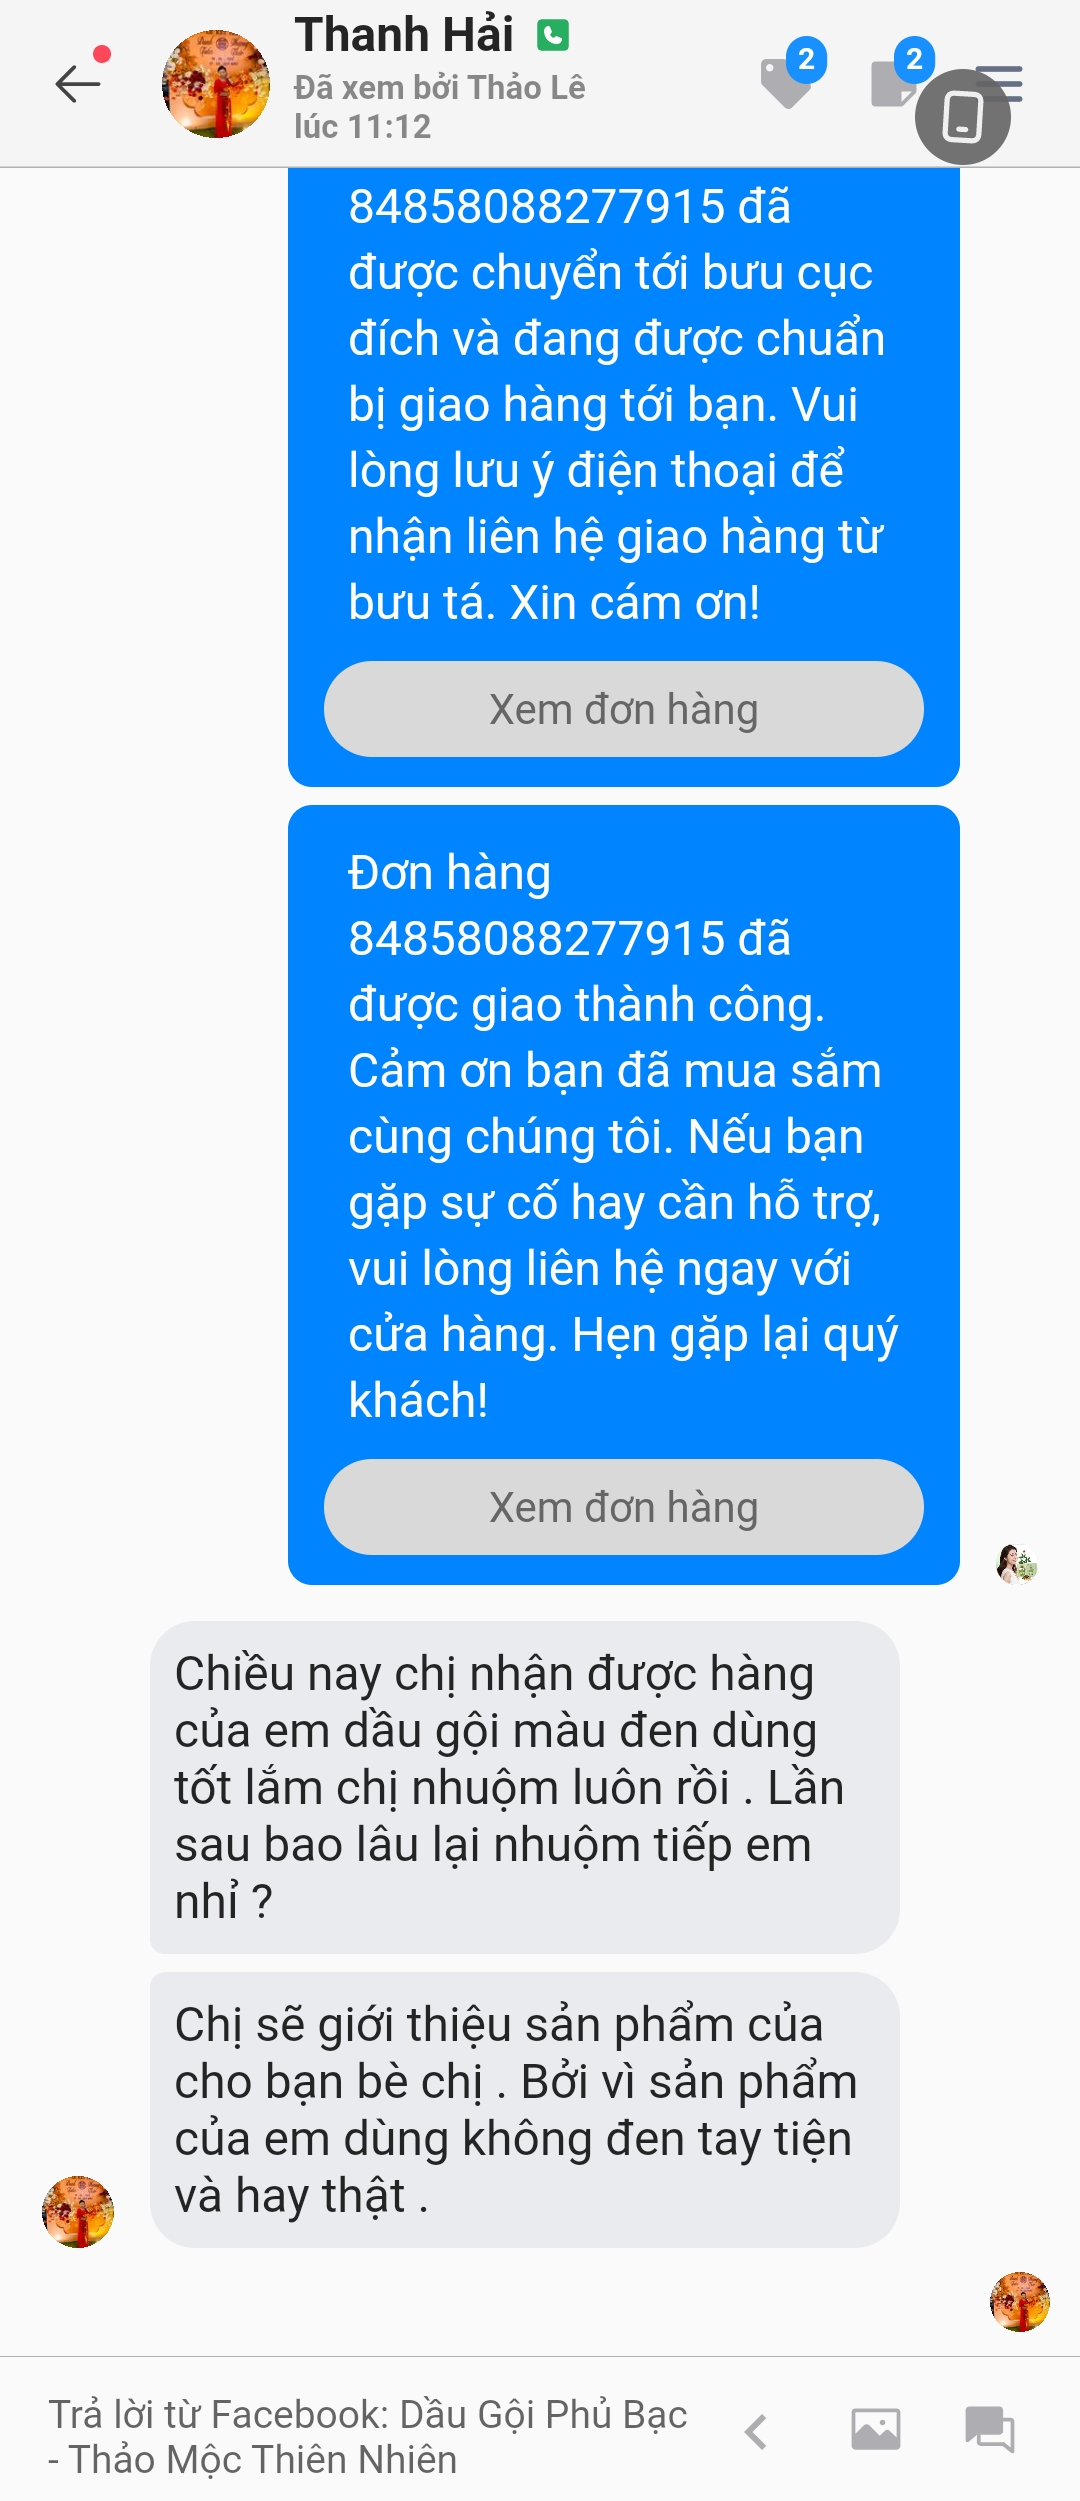 Thanh Hải
Đã xem bởi Thảo Lê
lúc 11:12
2
2
84858088277915 đã
được chuyển tới bưu cục
đích và đang được chuẩn
bị giao hàng tới bạn. Vui
lòng lưu ý điện thoại để
nhận liên hệ giao hàng từ
bưu tá. Xin cám ơn!
Xem đơn hàng
Đơn hàng
84858088277915 đã
được giao thành công.
Cảm ơn bạn đã mua sắm
cùng chúng tôi. Nếu bạn
gặp sự cố hay cần hỗ trợ,
vui lòng liên hệ ngay với
cửa hàng. Hẹn gặp lại quý
khách!
Xem đơn hàng
Chiều nay chị nhận được hàng
của em dầu gội màu đen dùng
tốt lắm chị nhuộm luôn rồi . Lần
sau bao lâu lại nhuộm tiếp em
nhỉ ?
Chị sẽ giới thiệu sản phẩm của
cho bạn bè chị . Bởi vì sản phẩm
của em dùng không đen tay tiện
và hay thật .
Trả lời từ Facebook: Dầu Gội Phủ Bạc
- Thảo Mộc Thiên Nhiên